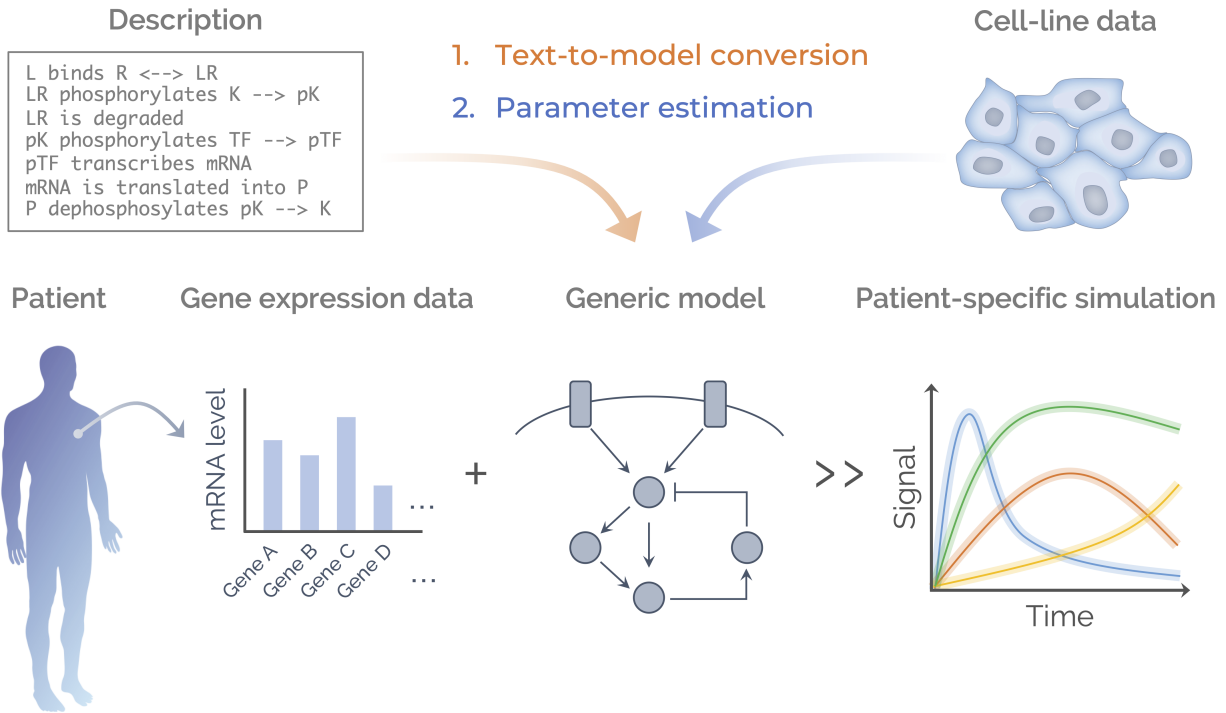 Description
L binds R <--> LR
LR phosphorylates K --> pK
LR is degraded
pK phosphorylates TF --> pTF
pTF transcribes mRNA
mRNA is translated into P
P dephosphosylates pK --> K
1. Text-to-model conversion
2. Parameter estimation
Cell-line data
Patient
Gene expression data
Generic model
Patient-specific simulation
mRNA level
Gene A
Gene B
Gene C
Gene D
...
...
+
>>
Signal
Time